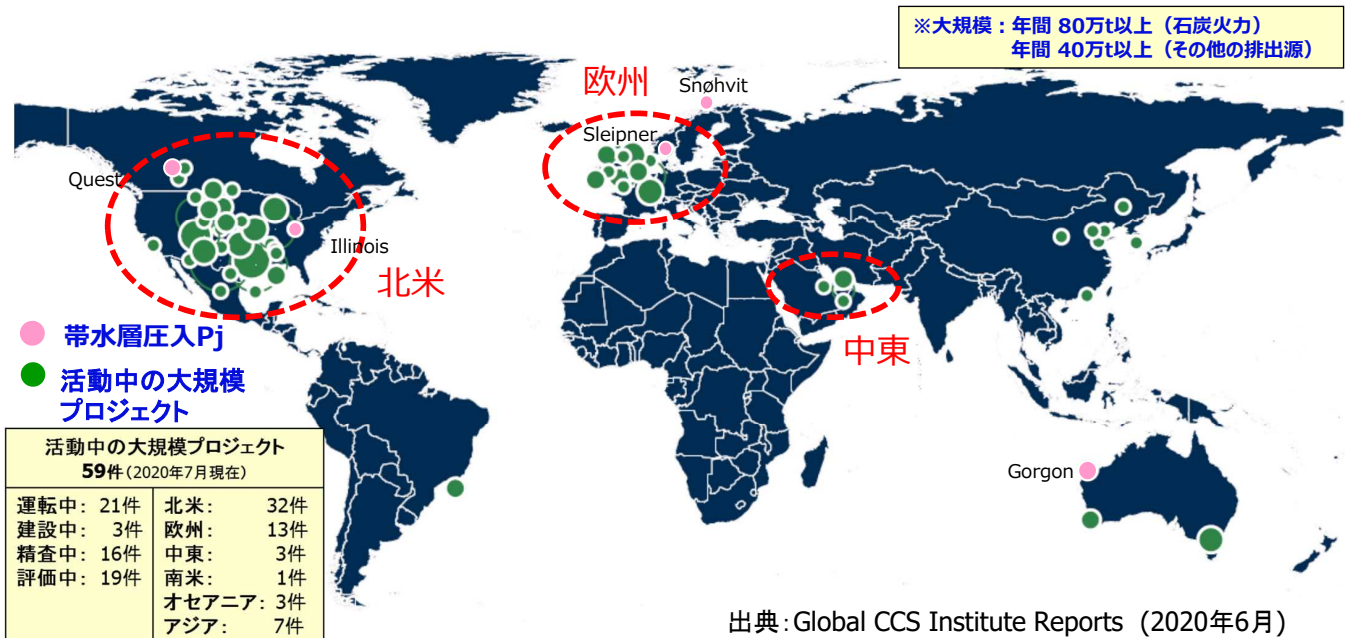 ※大規模：年間 80万t以上（石炭火力）
年間 40万t以上（その他の排出源）
欧州
Snøhvit
Sleipner
Quest
Illinois
北米
中東
帯水層圧入Pj
活動中の大規模
プロジェクト
Gorgon
活動中の大規模プロジェクト
59件(2020年7月現在)
運転中： 21件
建設中： 3件
精査中： 16件
評価中： 19件
北米： 32件
欧州： 13件
中東： 3件
南米： 1件
オセアニア： 3件
アジア： 7件
出典：Global CCS Institute Reports (2020年6月)